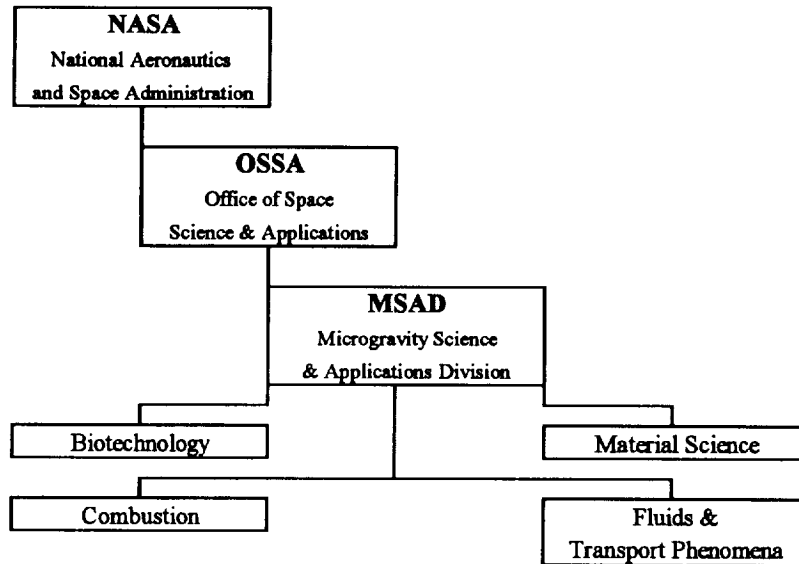 NASA
National Aeronautics
and Space Administration
OSSA
Office of Space
Science & Applications
MSAD
Microgravity Science
& Applications Division
Biotechnology
Material Science
Combustion
Fluids &
Transport Phenomena